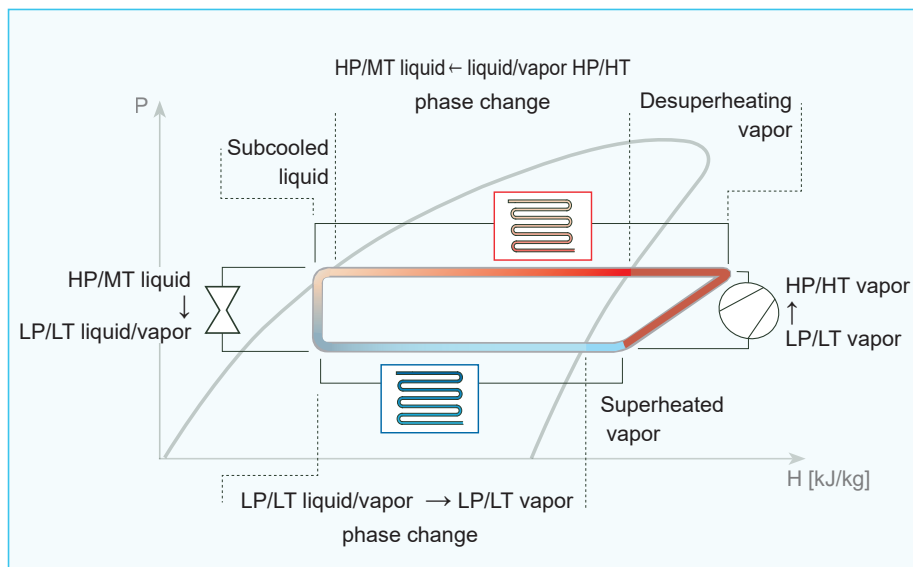 HP/MT liquid ← liquid/vapor HP/HT
phase change
Desuperheating
vapor
P
Subcooled
liquid
HP/MT liquid
↓
LP/LT liquid/vapor
HP/HT vapor
↑
LP/LT vapor
Superheated
vapor
H [kJ/kg]
LP/LT liquid/vapor → LP/LT vapor
phase change